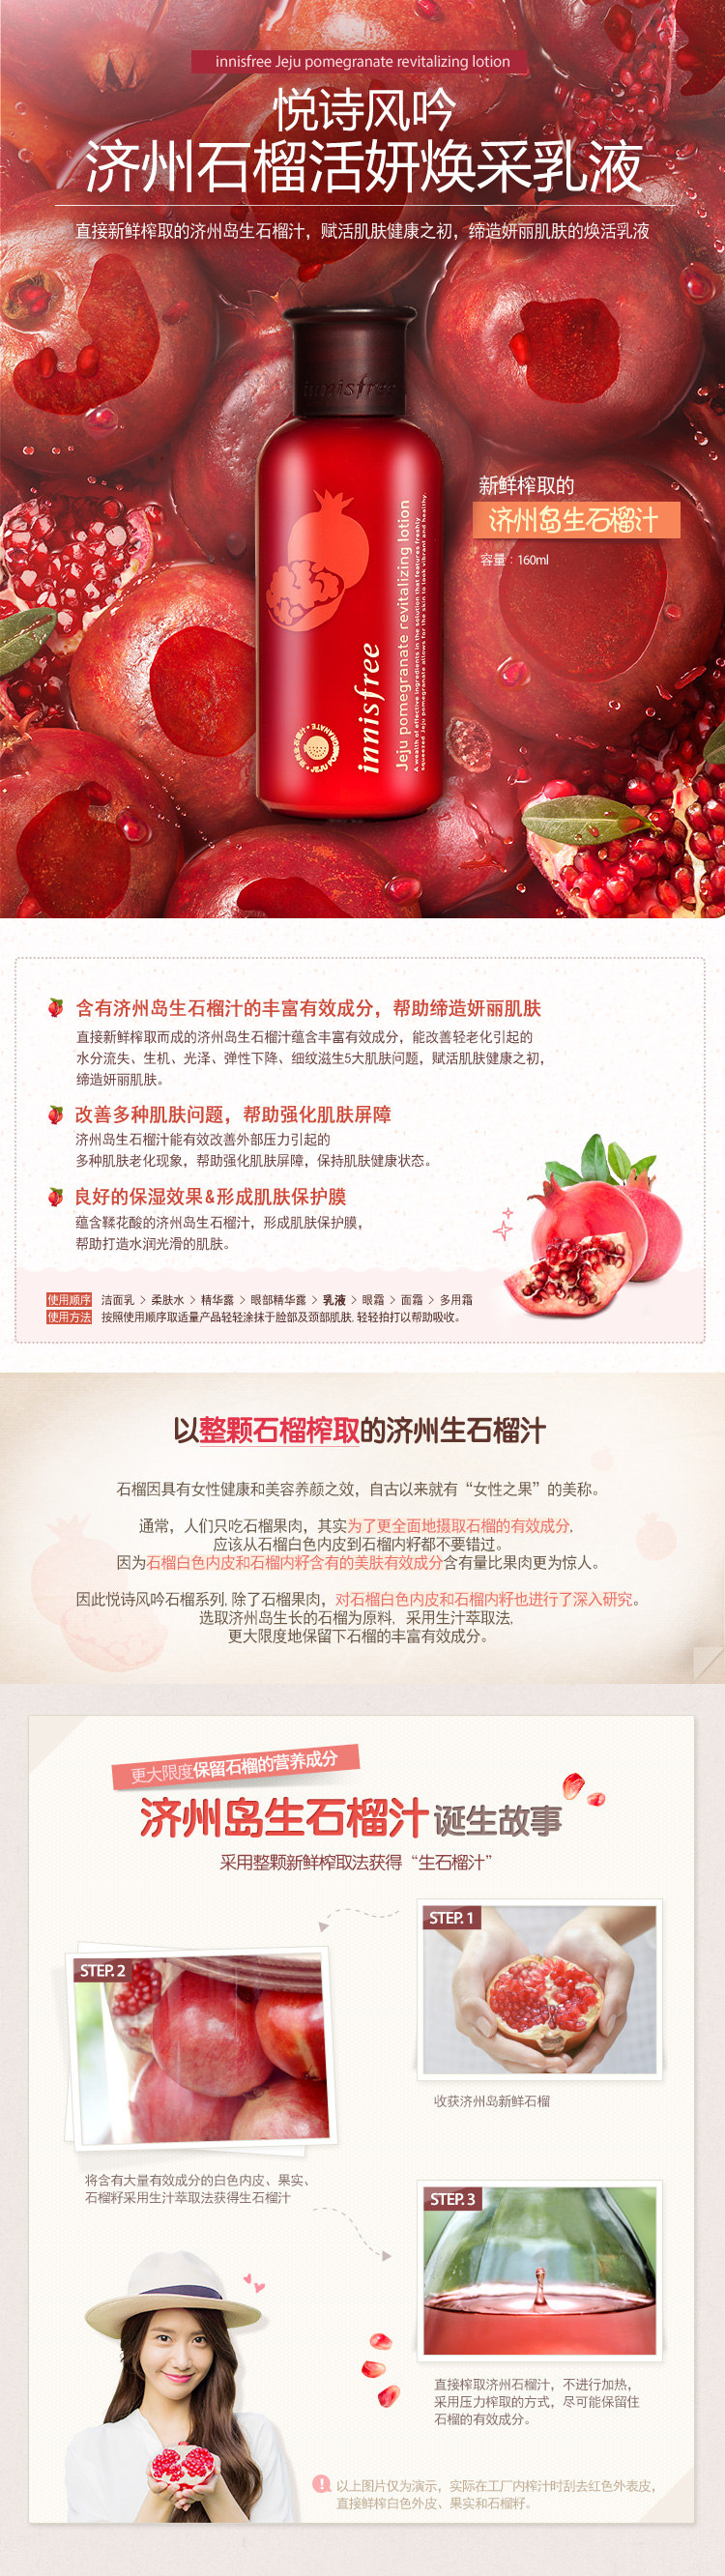 innisfree Jeju pomegranate revitalizing lotion
悦诗风吟
济州石榴活妍焕采乳液
直接新鲜榨取的济州岛生石榴汁，赋活肌肤健康之初，缔造妍丽肌肤的焕活乳液
innisfree
新鲜榨取的
济州岛生石榴汁
容量：160ml
innisfree
Jeju pomegranate revitalizing lotion
A wealth of effective ingredients in the solution that features freshly
squeezed Jeju pomegranate allows for the skin to look vibrant and healthy.
JEJU POMEGRANATE
含有济州岛生石榴汁的丰富有效成分，帮助缔造妍丽肌肤
直接新鲜榨取而成的济州岛生石榴汁蕴含丰富有效成分，能改善轻老化引起的
水分流失、生机、光泽、弹性下降、细纹滋生5大肌肤问题，赋活肌肤健康之初，
缔造妍丽肌肤。
改善多种肌肤问题，帮助强化肌肤屏障
济州岛生石榴汁能有效改善外部压力引起的
多种肌肤老化现象，帮助强化肌肤屏障，保持肌肤健康状态。
良好的保湿效果&形成肌肤保护膜
蕴含鞣花酸的济州岛生石榴汁，形成肌肤保护膜，
帮助打造水润光滑的肌肤。
使用顺序 洁面乳 > 柔肤水 > 精华露 > 眼部精华露 > 乳液 > 眼霜 > 面霜 > 多用霜
使用方法 按照使用顺序取适量产品轻轻涂抹于脸部及颈部肌肤, 轻轻拍打以帮助吸收。
以整颗石榴榨取的济州生石榴汁
石榴因具有女性健康和美容养颜之效，自古以来就有“女性之果”的美称。
通常，人们只吃石榴果肉，其实为了更全面地摄取石榴的有效成分,
应该从石榴白色内皮到石榴内籽都不要错过。
因为石榴白色内皮和石榴内籽含有的美肤有效成分含有量比果肉更为惊人。
因此悦诗风吟石榴系列, 除了石榴果肉，对石榴白色内皮和石榴内籽也进行了深入研究。
选取济州岛生长的石榴为原料，采用生汁萃取法,
更大限度地保留下石榴的丰富有效成分。
更大限度保留石榴的营养成分
济州岛生石榴汁 诞生故事
采用整颗新鲜榨取法获得“生石榴汁”
STEP. 1
收获济州岛新鲜石榴
STEP. 2
将含有大量有效成分的白色内皮、果实、
石榴籽采用生汁萃取法获得生石榴汁
STEP. 3
直接榨取济州石榴汁，不进行加热，
采用压力榨取的方式，尽可能保留住
石榴的有效成分。
以上图片仅为演示，实际在工厂内榨汁时刮去红色外表皮，
直接鲜榨白色外皮、果实和石榴籽。